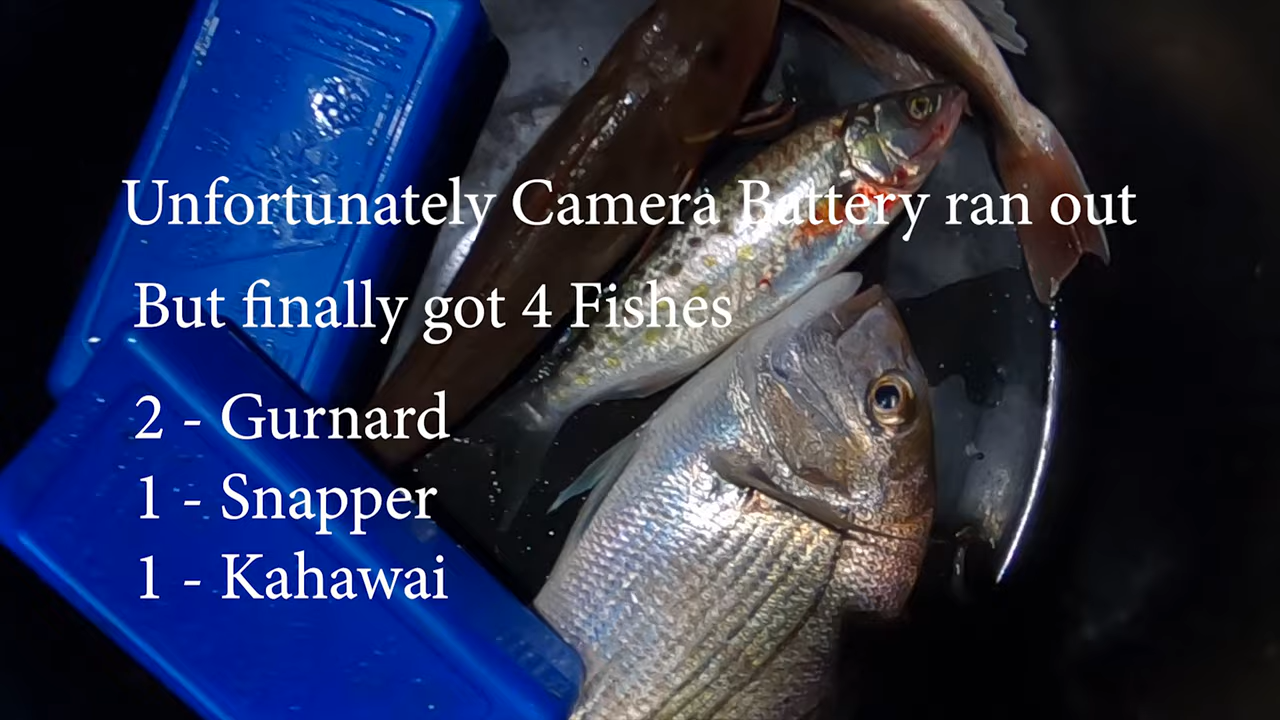 Unfortunately Camera Battery ran out
But finally got 4 Fishes
2 - Gurnard
1 - Snapper
1 - Kahawai